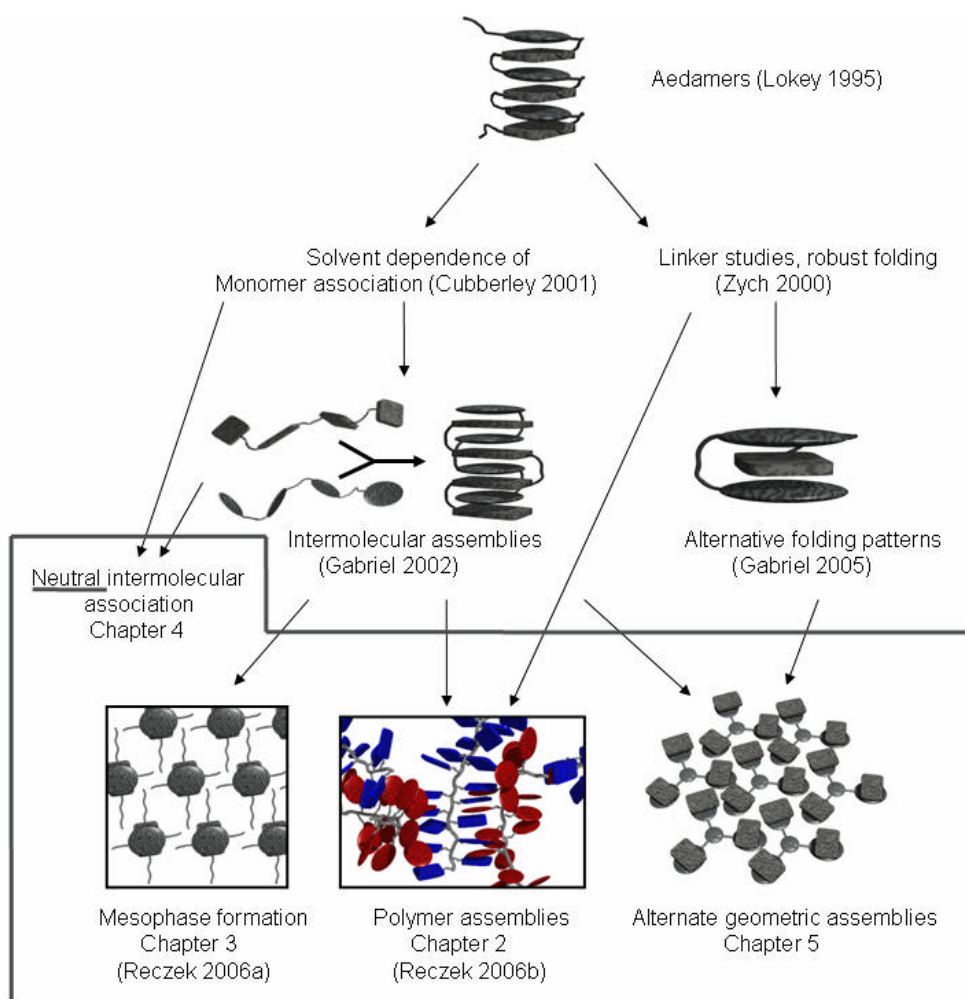 Aedamers (Lokey 1995)
Solvent dependence of
Monomer association (Cubberley 2001)
Linker studies, robust folding
(Zych 2000)
Intermolecular assemblies
(Gabriel 2002)
Alternative folding patterns
(Gabriel 2005)
Neutral intermolecular
association
Chapter 4
Mesophase formation
Chapter 3
(Reczek 2006a)
Polymer assemblies
Chapter 2
(Reczek 2006b)
Alternate geometric assemblies
Chapter 5